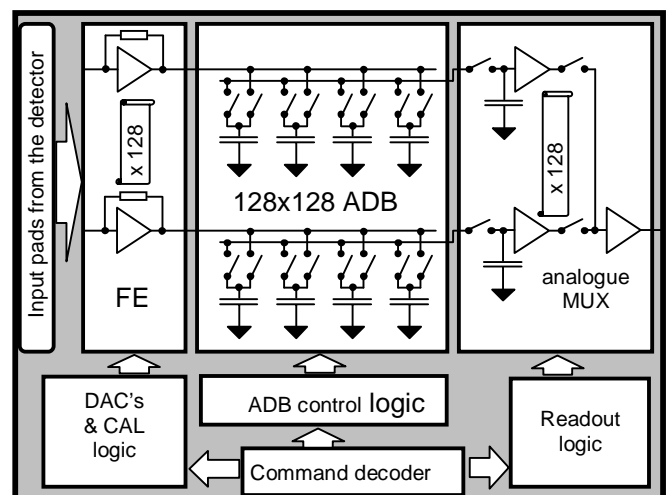 Input pads from the detector
x 128
FE
128x128 ADB
x 128
analogue
MUX
DAC's
& CAL
logic
ADB control logic
Readout
logic
Command decoder